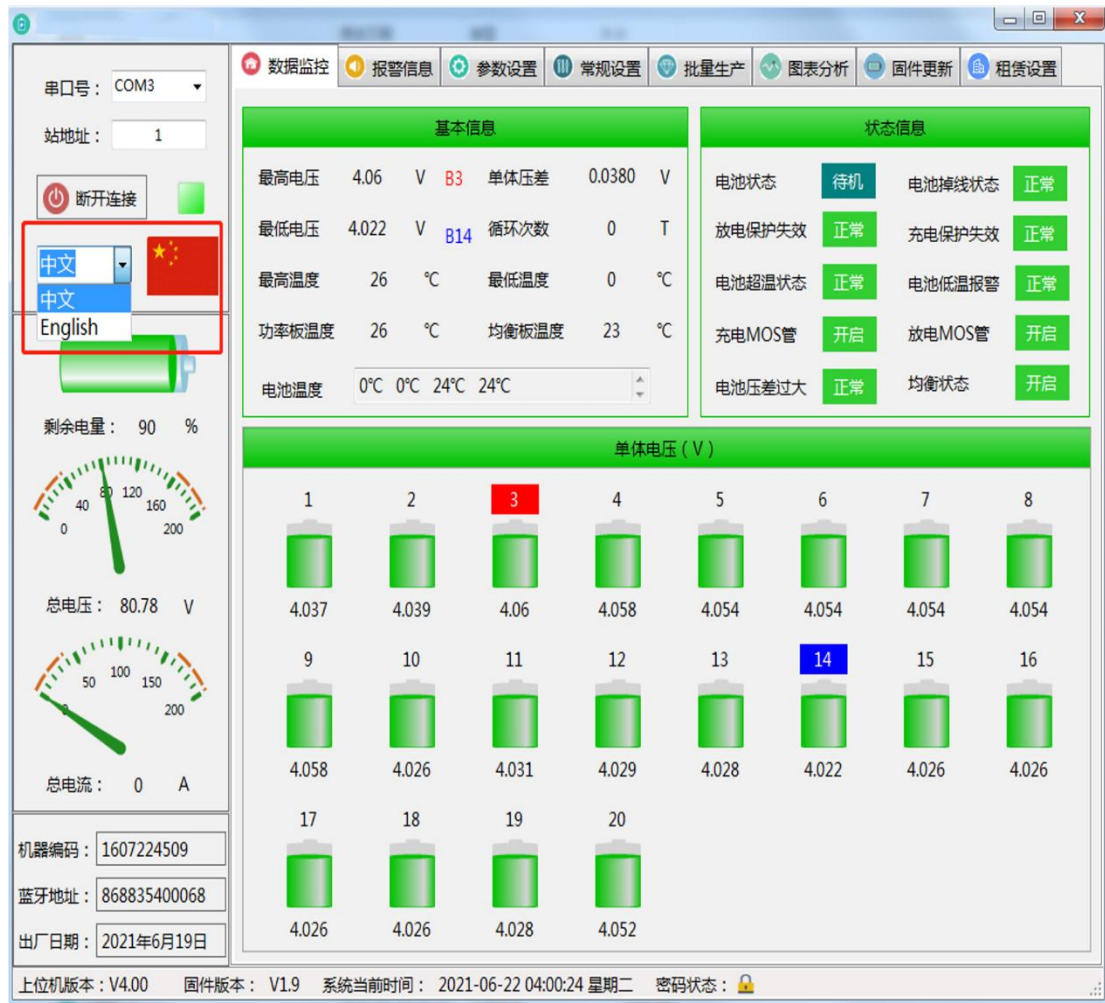 数据监控 报警信息 参数设置 常规设置 批量生产 图表分析 固件更新 租赁设置
串口号： COM3
站地址： 1
断开连接
中文
中文
English
剩余电量： 90 %
0 40 80 120 160 200
总电压： 80.78 V
0 50 100 150 200
总电流： 0 A
机器编码： 1607224509
蓝牙地址： 868835400068
出厂日期： 2021年6月19日
基本信息
最高电压 4.06 V B3 单体压差 0.0380 V
最低电压 4.022 V B14 循环次数 0 T
最高温度 26 ℃ 最低温度 0 ℃
功率板温度 26 ℃ 均衡板温度 23 ℃
电池温度 0℃ 0℃ 24℃ 24℃
状态信息
电池状态 待机 电池掉线状态 正常
放电保护失效 正常 充电保护失效 正常
电池超温状态 正常 电池低温报警 正常
充电MOS管 开启 放电MOS管 开启
电池压差过大 正常 均衡状态 开启
单体电压 ( V )
1 2 3 4 5 6 7 8
4.037 4.039 4.06 4.058 4.054 4.054 4.054 4.054
9 10 11 12 13 14 15 16
4.058 4.026 4.031 4.029 4.028 4.022 4.026 4.026
17 18 19 20
4.026 4.026 4.028 4.052
上位机版本：V4.00 固件版本： V1.9 系统当前时间： 2021-06-22 04:00:24 星期二 密码状态：